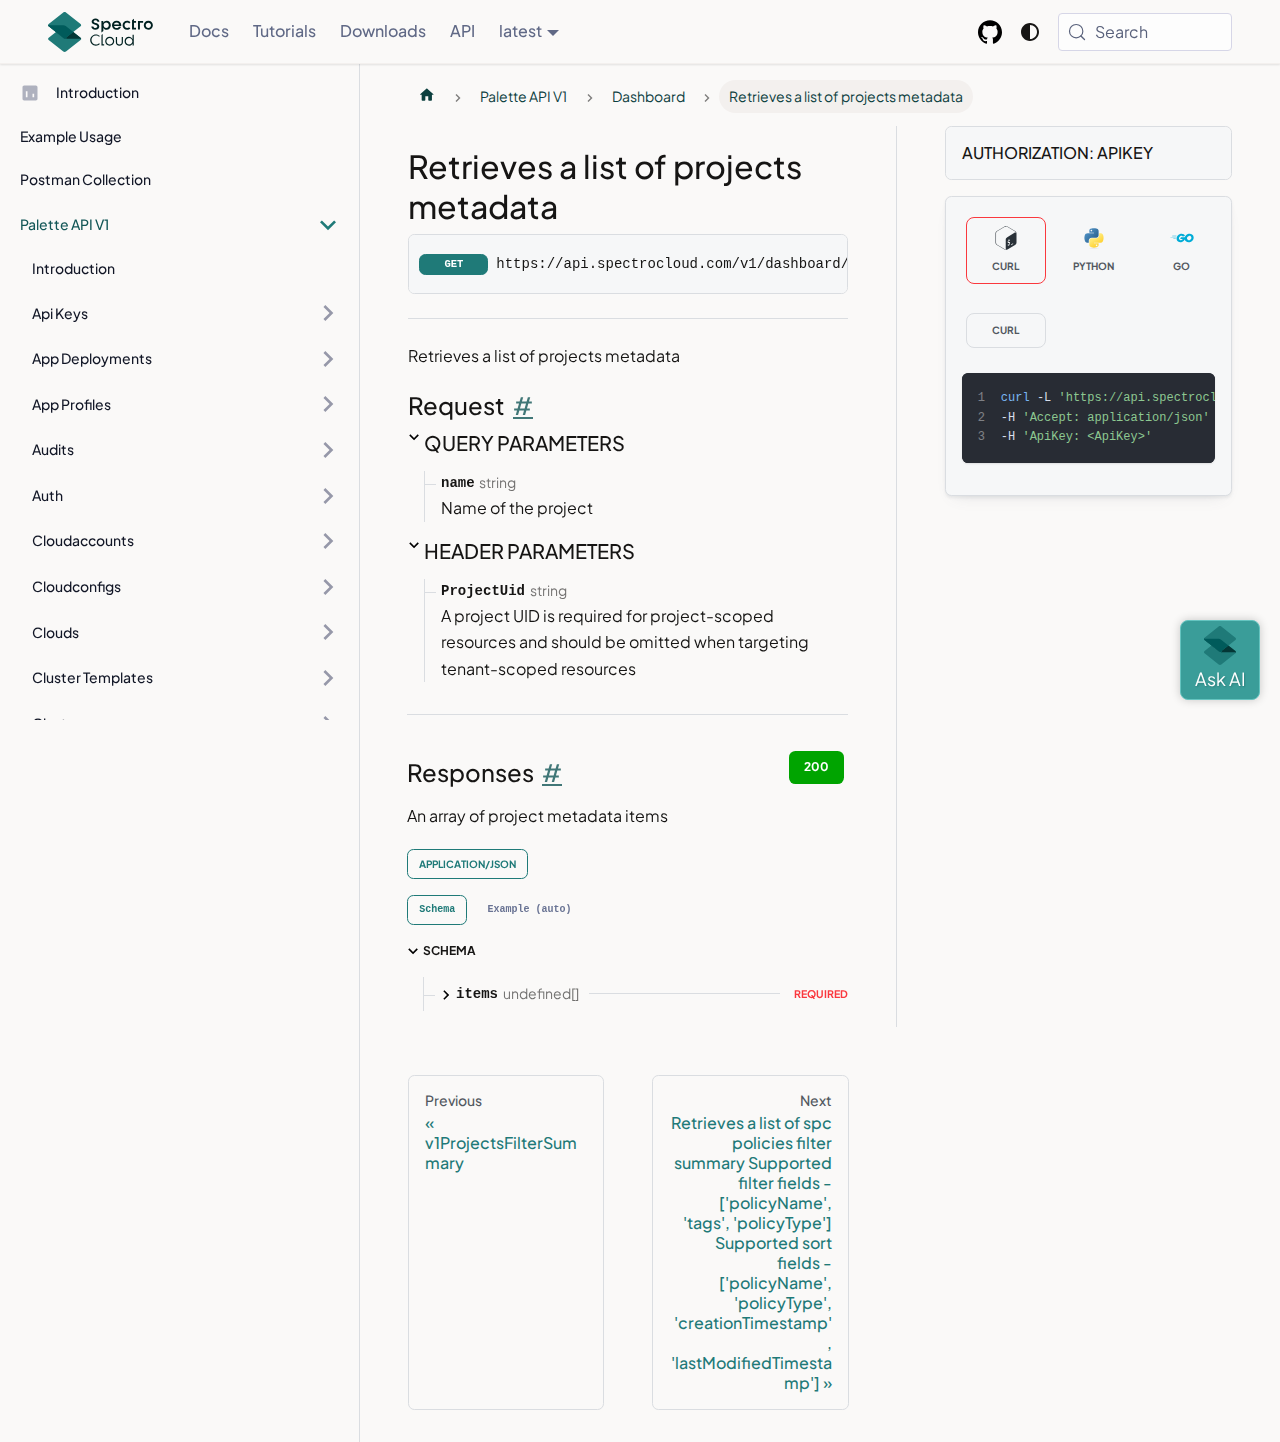 Spectro Cloud
Docs
Tutorials
Downloads
API
latest
Search
Introduction
Example Usage
Postman Collection
Palette API V1
Introduction
Api Keys
App Deployments
App Profiles
Audits
Auth
Cloudaccounts
Cloudconfigs
Clouds
Cluster Templates
Palette API V1
Dashboard
Retrieves a list of projects metadata
Retrieves a list of projects
metadata
GET https://api.spectrocloud.com/v1/dashboard/
Retrieves a list of projects metadata
Request #
QUERY PARAMETERS
name string
Name of the project
HEADER PARAMETERS
ProjectUid string
A project UID is required for project-scoped
resources and should be omitted when targeting
tenant-scoped resources
Responses #
200
An array of project metadata items
APPLICATION/JSON
Schema Example (auto)
SCHEMA
items undefined[] REQUIRED
Previous
«
v1ProjectsFilterSum
mary
Next
Retrieves a list of spc
policies filter
summary Supported
filter fields -
['policyName',
'tags', 'policyType']
Supported sort
fields -
['policyName',
'policyType',
'creationTimestamp'
,
'lastModifiedTimesta
mp'] »
AUTHORIZATION: APIKEY
CURL PYTHON GO
CURL
1 curl -L 'https://api.spectrocl
2 -H 'Accept: application/json'
3 -H 'ApiKey: <ApiKey>'
Ask AI